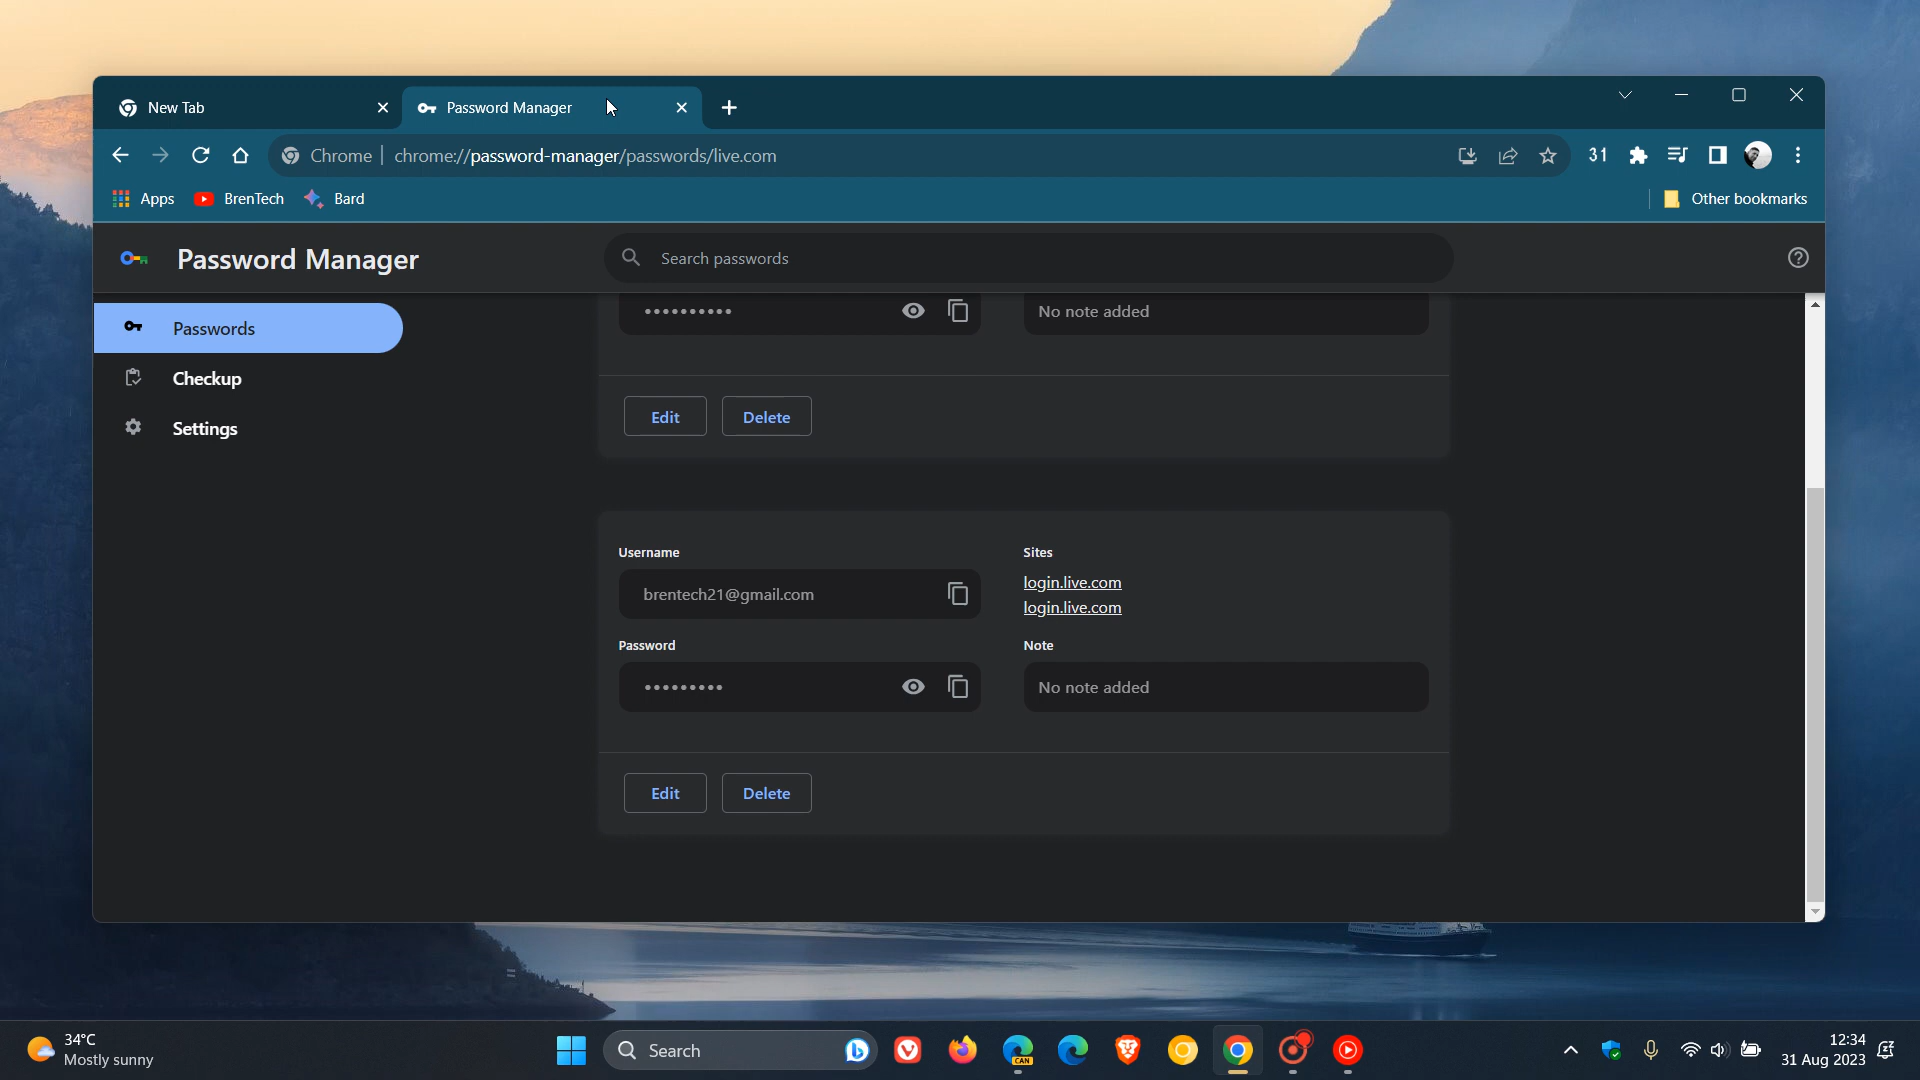 New Tab
Password Manager
Chrome
chrome://password-manager/passwords/live.com
31
Apps
BrenTech
Bard
Other bookmarks
Password Manager
Search passwords
Passwords
Checkup
Settings
••••••••••
No note added
Edit
Delete
Username
Sites
brentech21@gmail.com
login.live.com
login.live.com
Password
Note
•••••••••
No note added
Edit
Delete
34°C
Mostly sunny
Search
CAN
12:34
31 Aug 2023